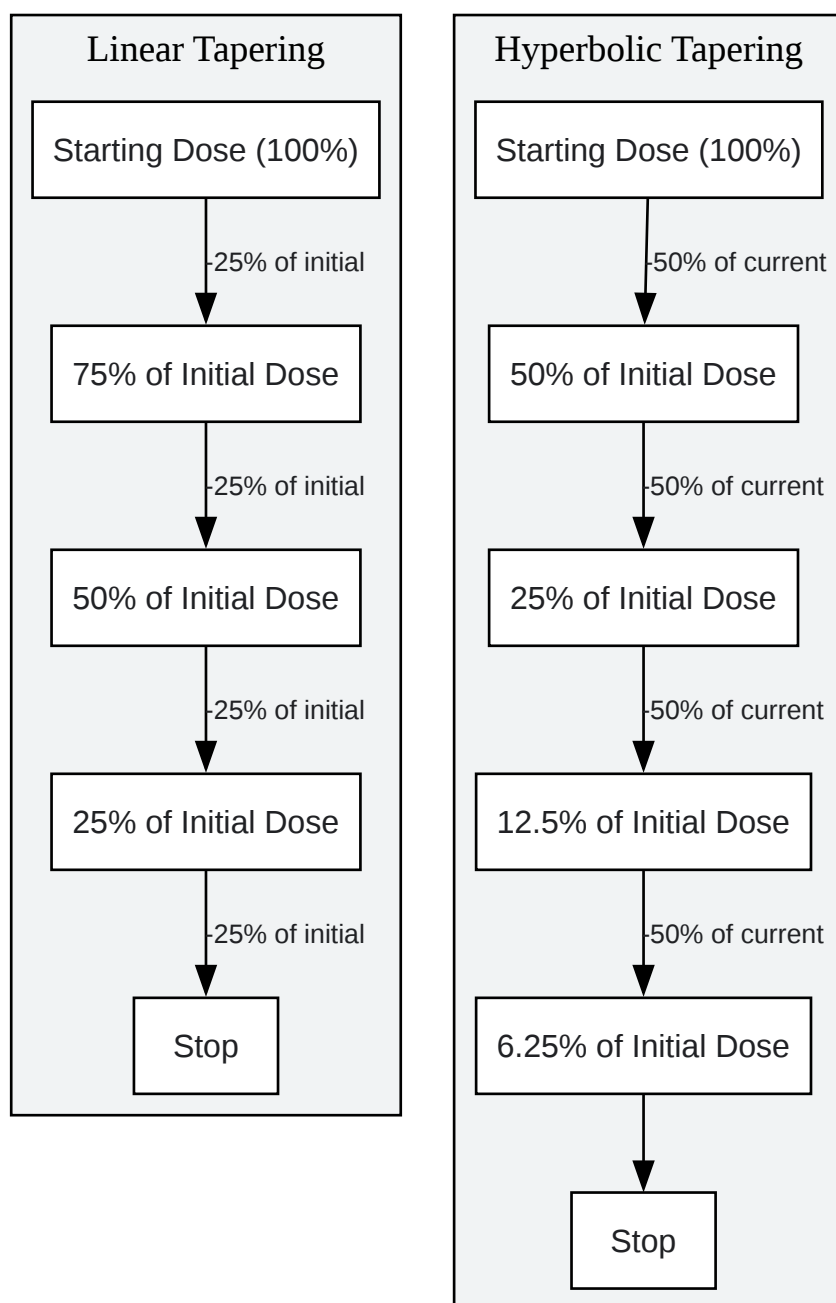 Linear Tapering
Starting Dose (100%)
-25% of initial
75% of Initial Dose
-25% of initial
50% of Initial Dose
-25% of initial
25% of Initial Dose
-25% of initial
Stop
Hyperbolic Tapering
Starting Dose (100%)
-50% of current
50% of Initial Dose
-50% of current
25% of Initial Dose
-50% of current
12.5% of Initial Dose
-50% of current
6.25% of Initial Dose
Stop